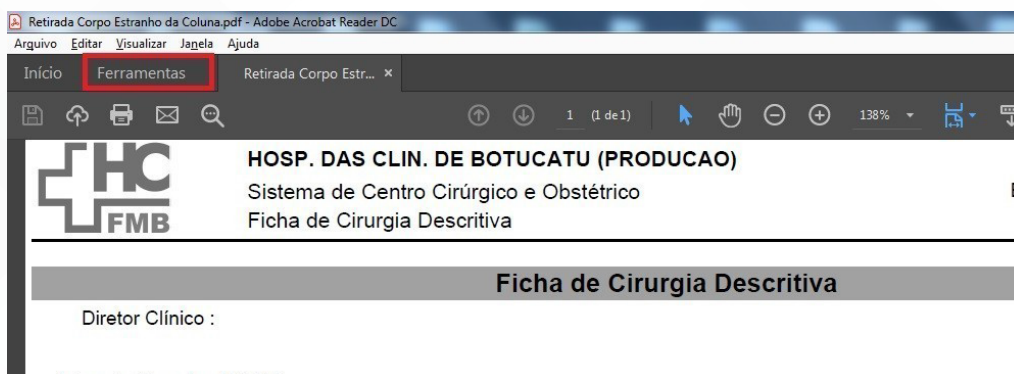 Retirada Corpo Estranho da Coluna.pdf - Adobe Acrobat Reader DC
Arquivo Editar Visualizar Janela Ajuda
Início Ferramentas Retirada Corpo Estr... ×
1 (1 de 1) 138%
HC
FMB
HOSP. DAS CLIN. DE BOTUCATU (PRODUCAO)
Sistema de Centro Cirúrgico e Obstétrico
Ficha de Cirurgia Descritiva
Ficha de Cirurgia Descritiva
Diretor Clínico :